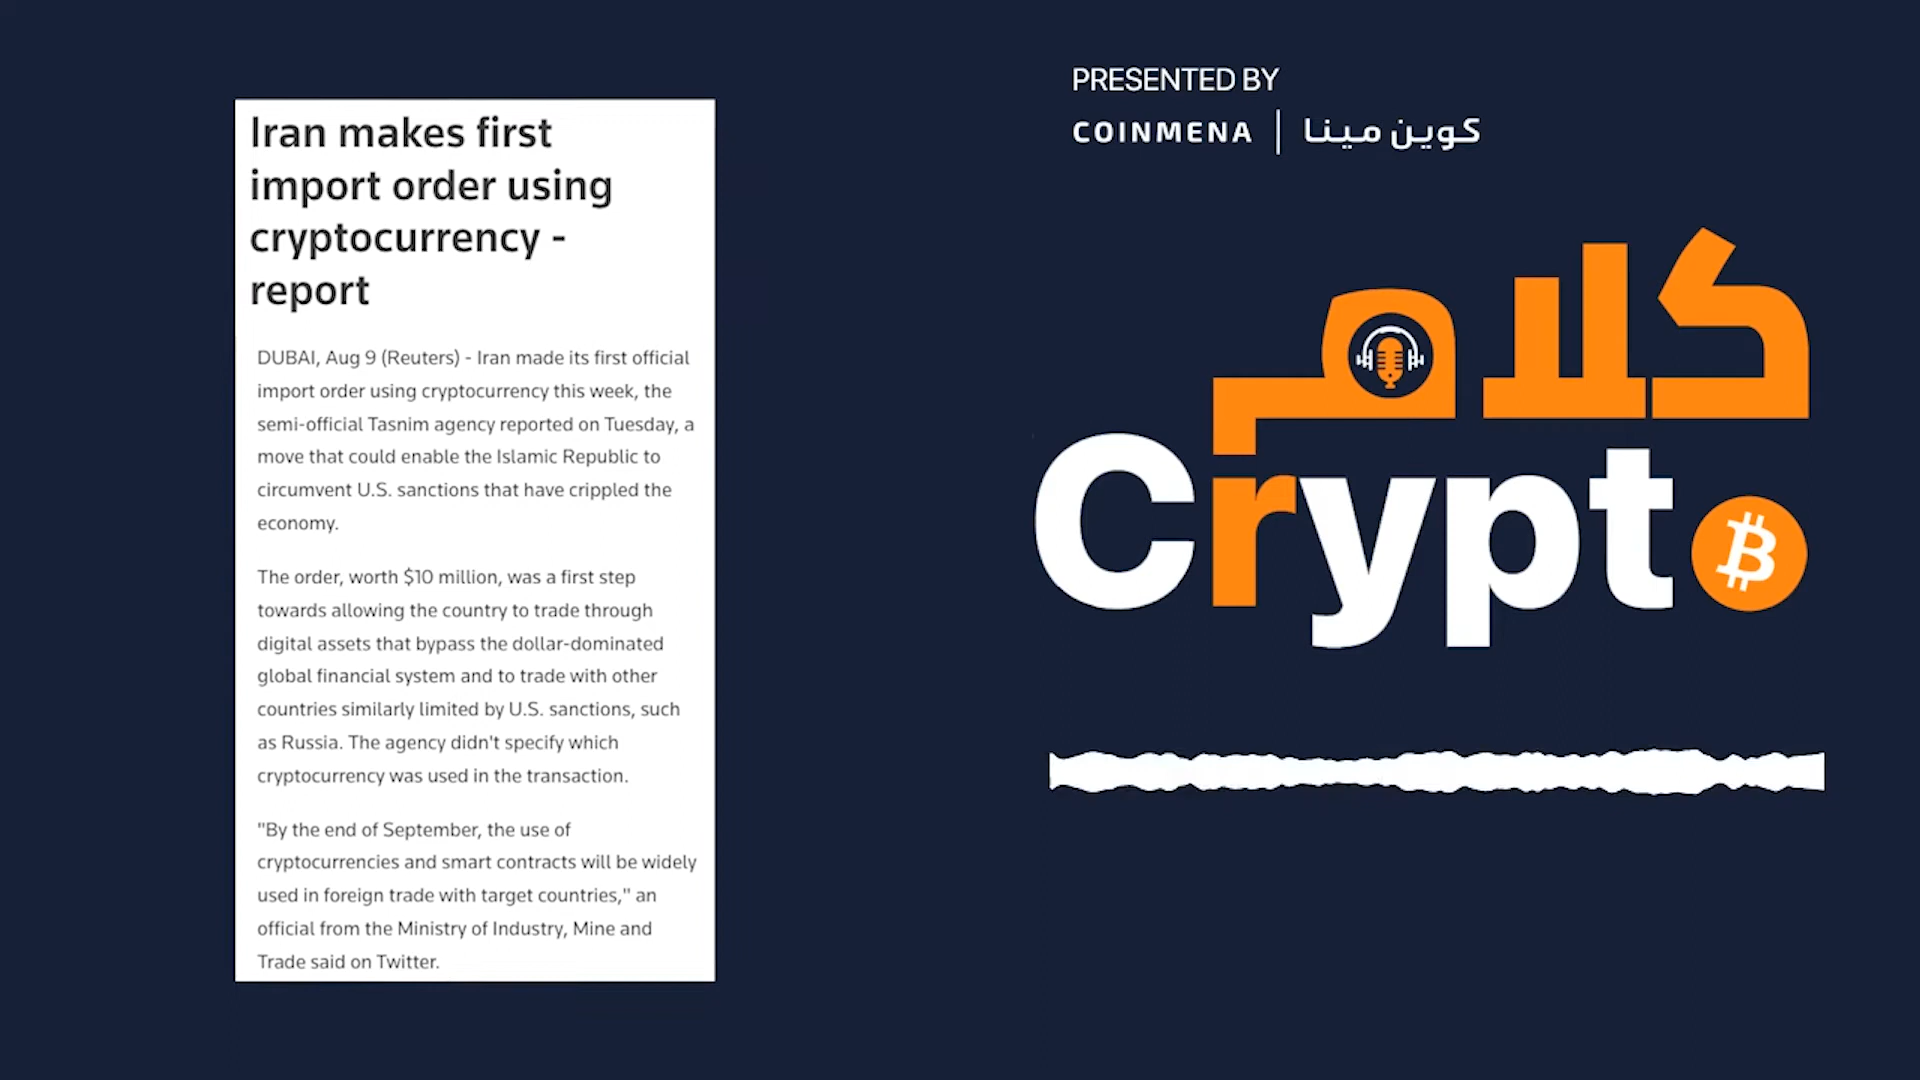 Iran makes first
import order using
cryptocurrency -
report
DUBAI, Aug 9 (Reuters) - Iran made its first official
import order using cryptocurrency this week, the
semi-official Tasnim agency reported on Tuesday, a
move that could enable the Islamic Republic to
circumvent U.S. sanctions that have crippled the
economy.
The order, worth $10 million, was a first step
towards allowing the country to trade through
digital assets that bypass the dollar-dominated
global financial system and to trade with other
countries similarly limited by U.S. sanctions, such
as Russia. The agency didn't specify which
cryptocurrency was used in the transaction.
"By the end of September, the use of
cryptocurrencies and smart contracts will be widely
used in foreign trade with target countries," an
official from the Ministry of Industry, Mine and
Trade said on Twitter.
PRESENTED BY
COINMENA | كوين مينا
كلام
Crypto